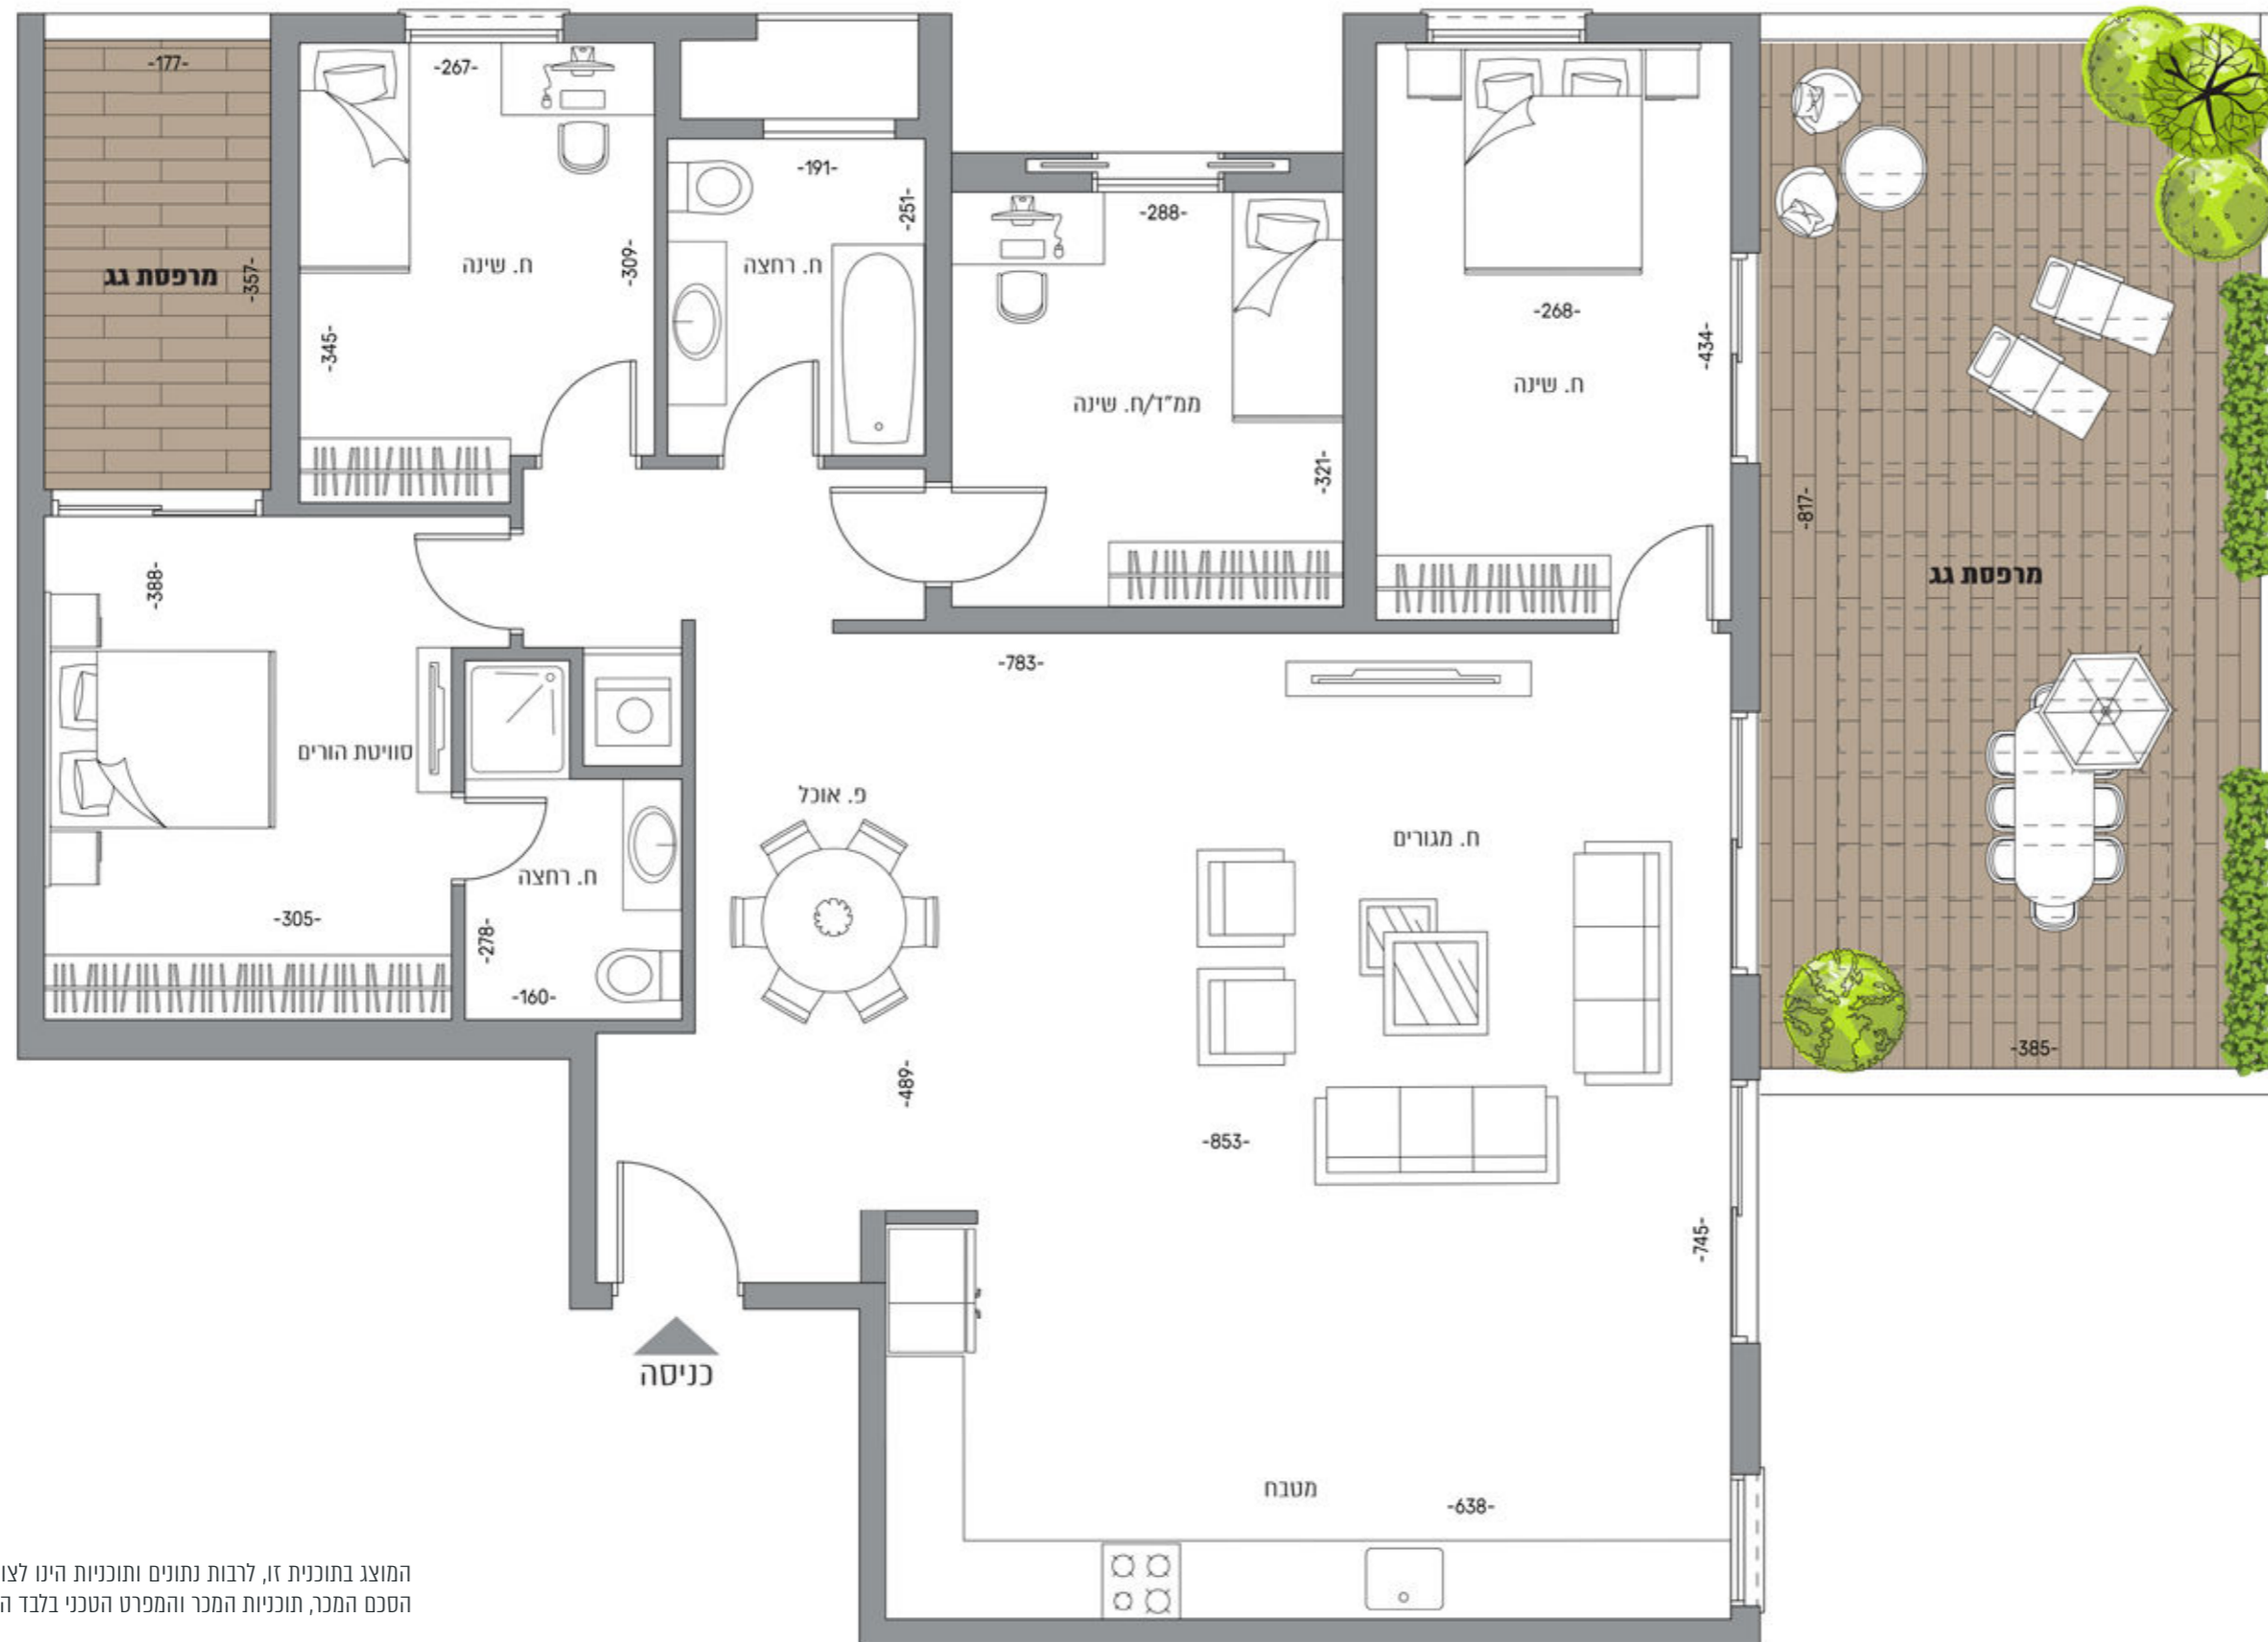 -177-
-267-
-191-
-251-
-288-
-268-
-434-
מרפסת גג
-357-
ח. שינה
-309-
-345-
ח. רחצה
ממ"ד/ח. שינה
-321-
ח. שינה
-817-
מרפסת גג
-385-
-388-
סוויטת הורים
-305-
ח. רחצה
-278-
-160-
-783-
פ. אוכל
ח. מגורים
-489-
-853-
-745-
כניסה
מטבח
-638-
המוצג בתוכנית זו, לרבות נתונים ותוכניות הינו לצו
הסכם המכר, תוכניות המכר והמפרט הטכני בלבד ה